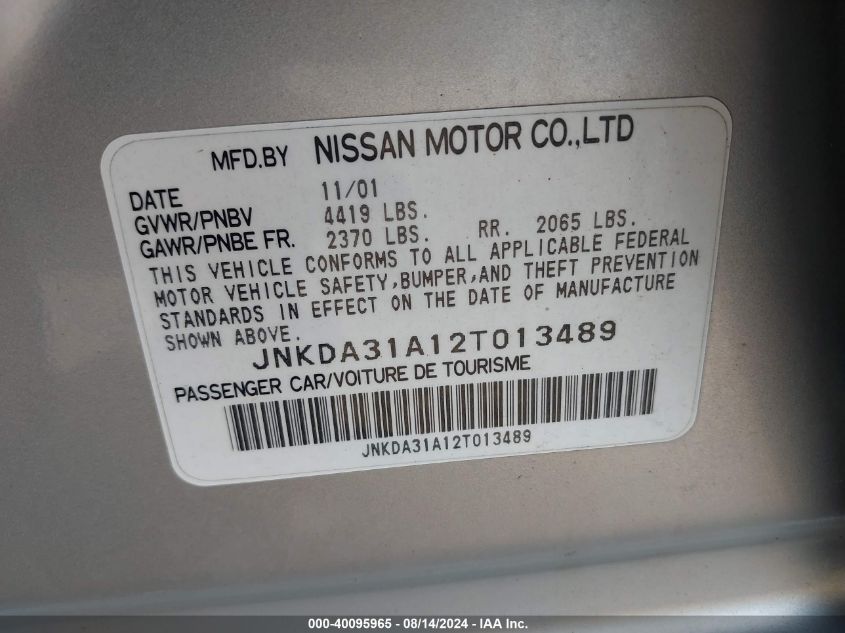 MFD.BY NISSAN MOTOR CO.,LTD
DATE 11/01
GVWR/PNBV 4419 LBS.
GAWR/PNBE FR. 2370 LBS. RR. 2065 LBS.
THIS VEHICLE CONFORMS TO ALL APPLICABLE FEDERAL
MOTOR VEHICLE SAFETY,BUMPER,AND THEFT PREVENTION
STANDARDS IN EFFECT ON THE DATE OF MANUFACTURE
SHOWN ABOVE.
JNKDA31A12T013489
PASSENGER CAR/VOITURE DE TOURISME
JNKDA31A12T013489
000-40095965 - 08/14/2024 - IAA Inc.